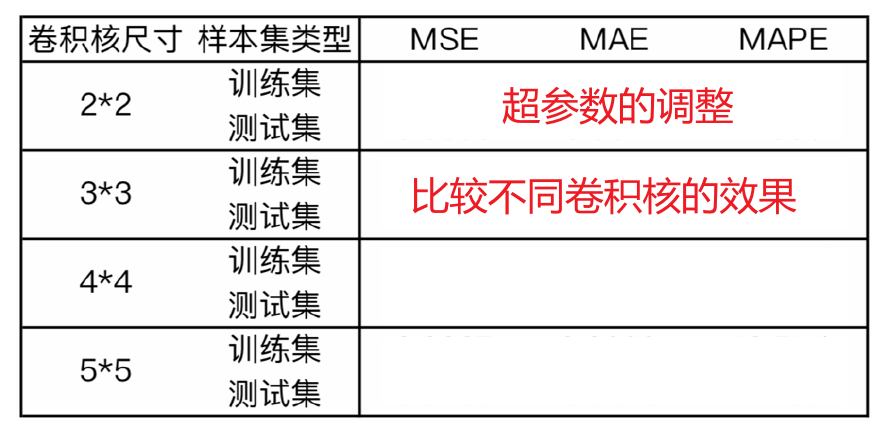 卷积核尺寸 样本集类型 MSE MAE MAPE
2*2 训练集
测试集
超参数的调整
3*3 训练集
测试集
比较不同卷积核的效果
4*4 训练集
测试集
5*5 训练集
测试集